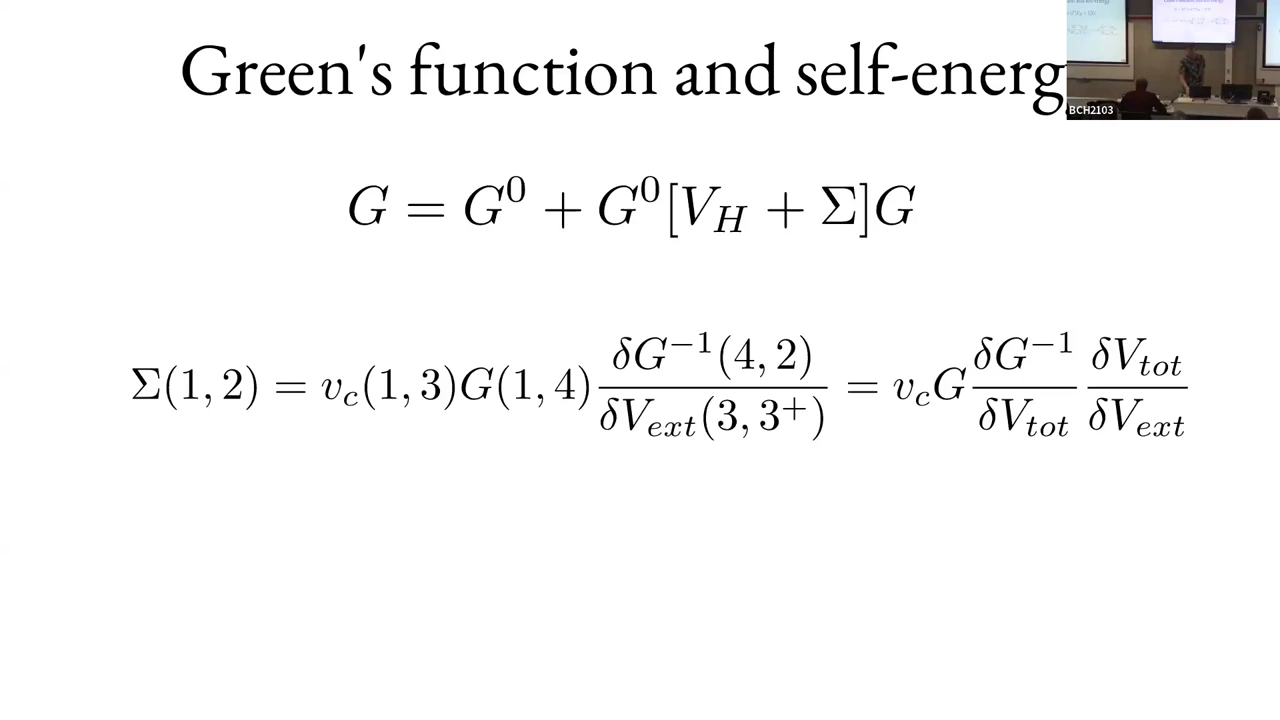 Green's function and self-energ
BCH2103
G = G^0 + G^0[V_H + Σ]G
Σ(1, 2) = v_c(1, 3)G(1, 4) δG^{-1}(4, 2) / δV_{ext}(3, 3^+) = v_c G δG^{-1} / δV_{tot} δV_{tot} / δV_{ext}